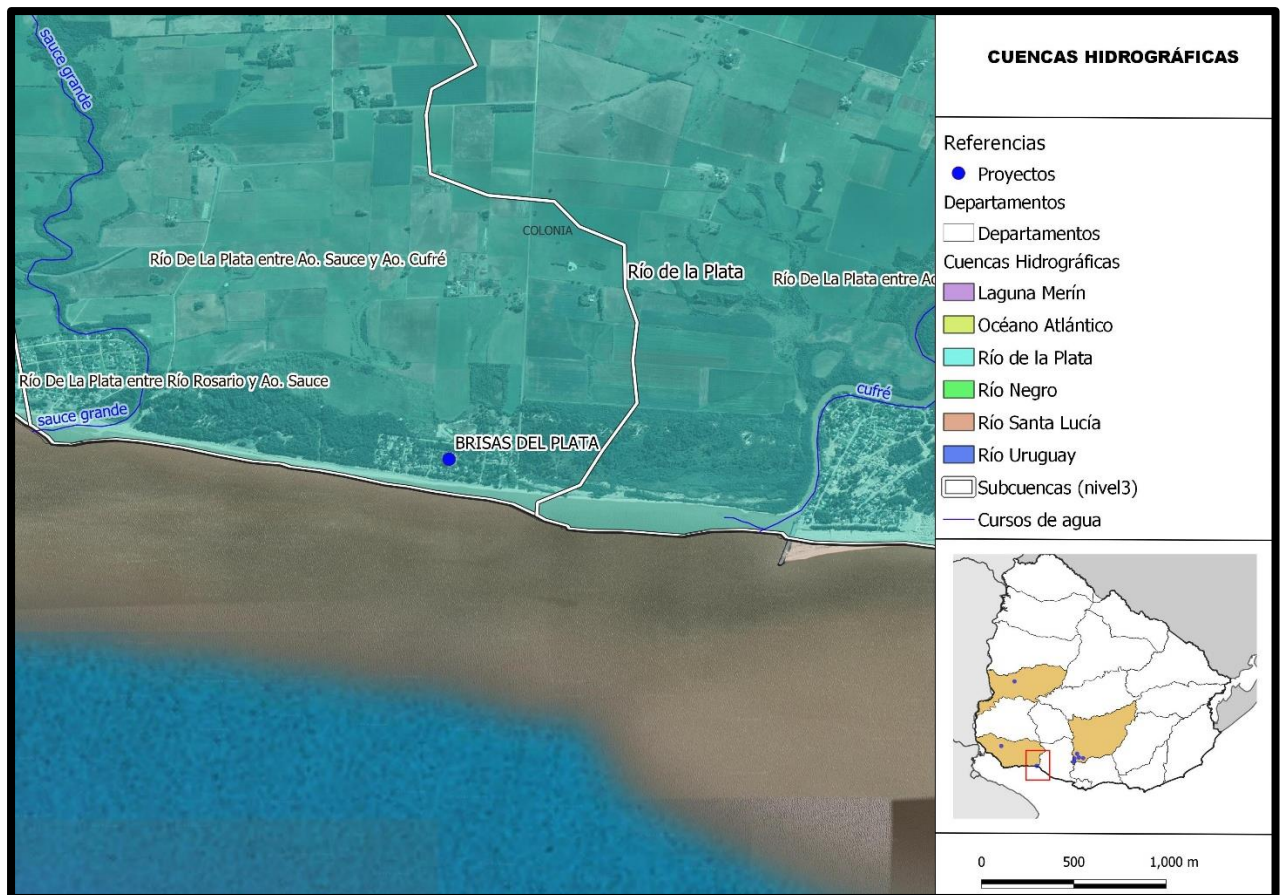 sauce grande
COLONIA
Río De La Plata entre Ao. Sauce y Ao. Cufré
Río de la Plata
Río De La Plata entre Ao
Río De La Plata entre Río Rosario y Ao. Sauce
cufré
sauce grande
BRISAS DEL PLATA
CUENCAS HIDROGRÁFICAS
Referencias
Proyectos
Departamentos
Departamentos
Cuencas Hidrográficas
Laguna Merín
Océano Atlántico
Río de la Plata
Río Negro
Río Santa Lucía
Río Uruguay
Subcuencas (nivel3)
Cursos de agua
0 500 1,000 m